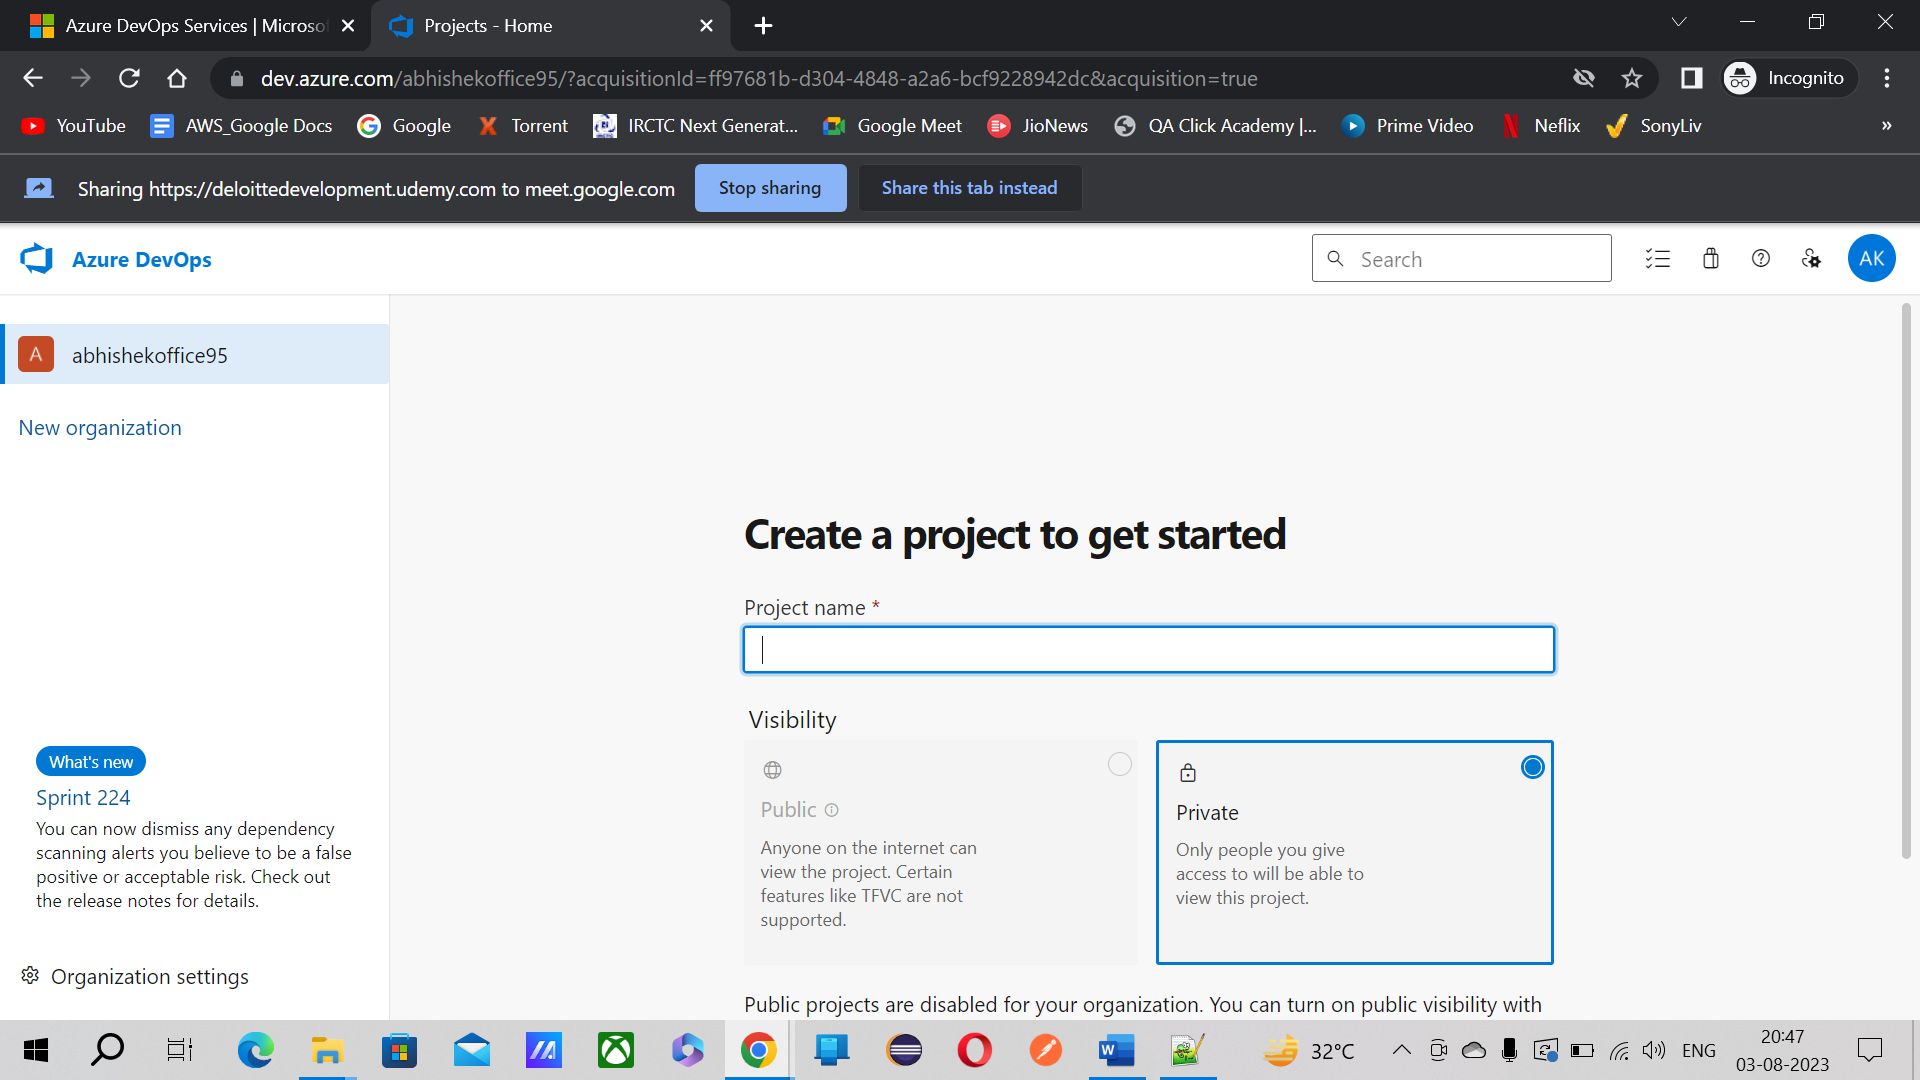 Azure DevOps Services | Microso
Projects - Home
dev.azure.com/abhishekoffice95/?acquisitionId=ff97681b-d304-4848-a2a6-bcf9228942dc&acquisition=true
Incognito
YouTube
AWS_Google Docs
Google
Torrent
IRCTC Next Generat...
Google Meet
JioNews
QA Click Academy |...
Prime Video
Neflix
SonyLiv
»
Sharing https://deloittedevelopment.udemy.com to meet.google.com
Stop sharing
Share this tab instead
Azure DevOps
Search
AK
A
abhishekoffice95
New organization
Create a project to get started
Project name *
Visibility
Public
Anyone on the internet can
view the project. Certain
features like TFVC are not
supported.
Private
Only people you give
access to will be able to
view this project.
Public projects are disabled for your organization. You can turn on public visibility with
What's new
Sprint 224
You can now dismiss any dependency
scanning alerts you believe to be a false
positive or acceptable risk. Check out
the release notes for details.
Organization settings
32°C
ENG
20:47
03-08-2023